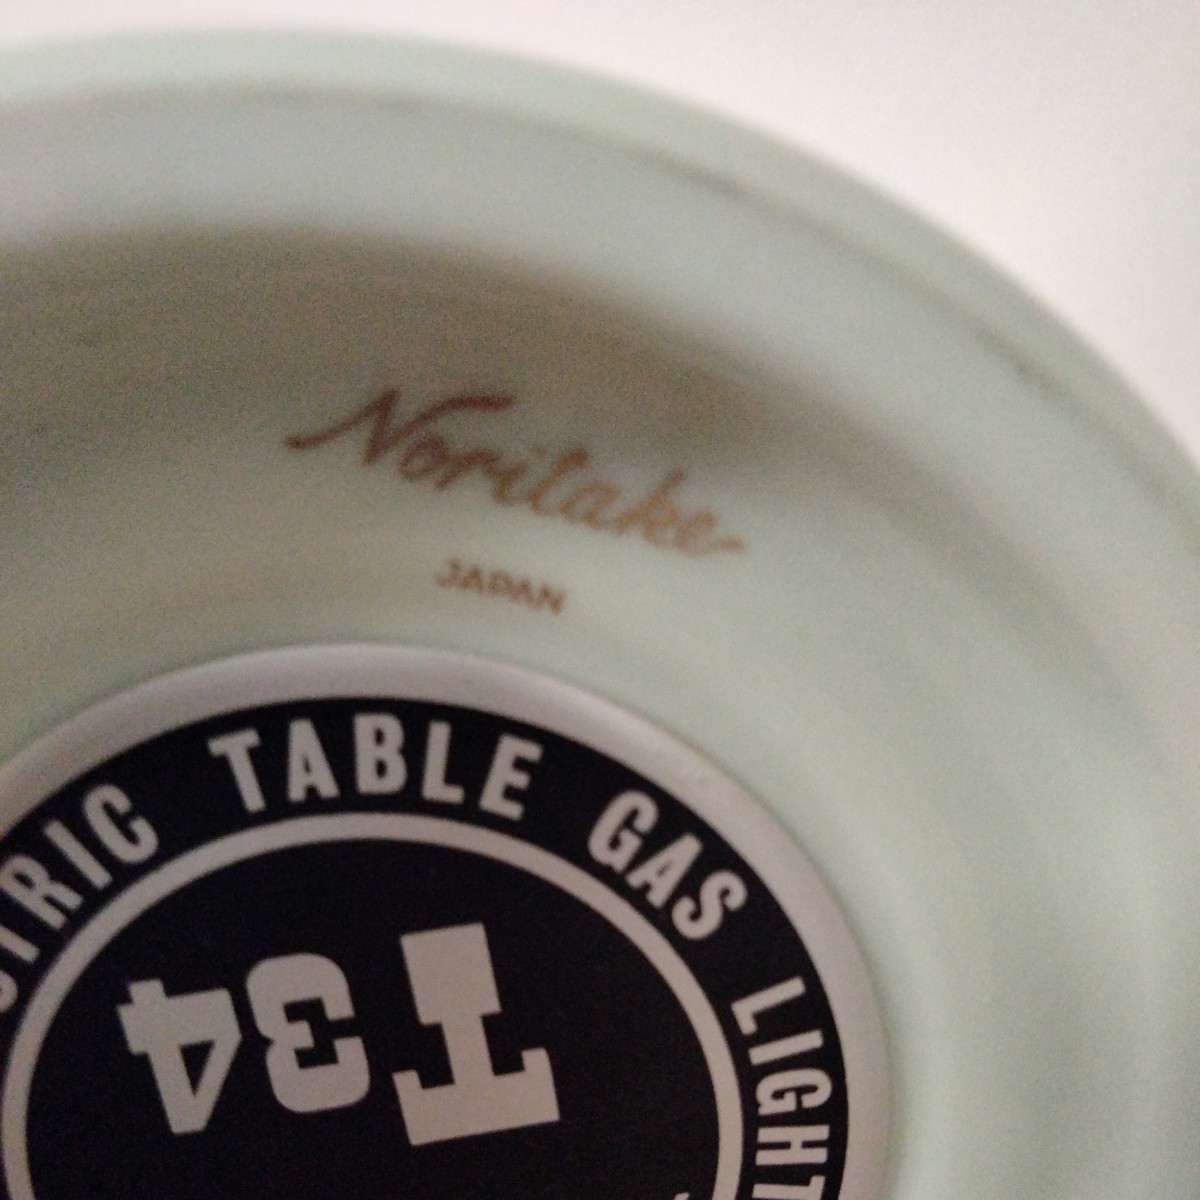 Noritake
JAPAN
TRIC TABLE GAS LIGHT
T34